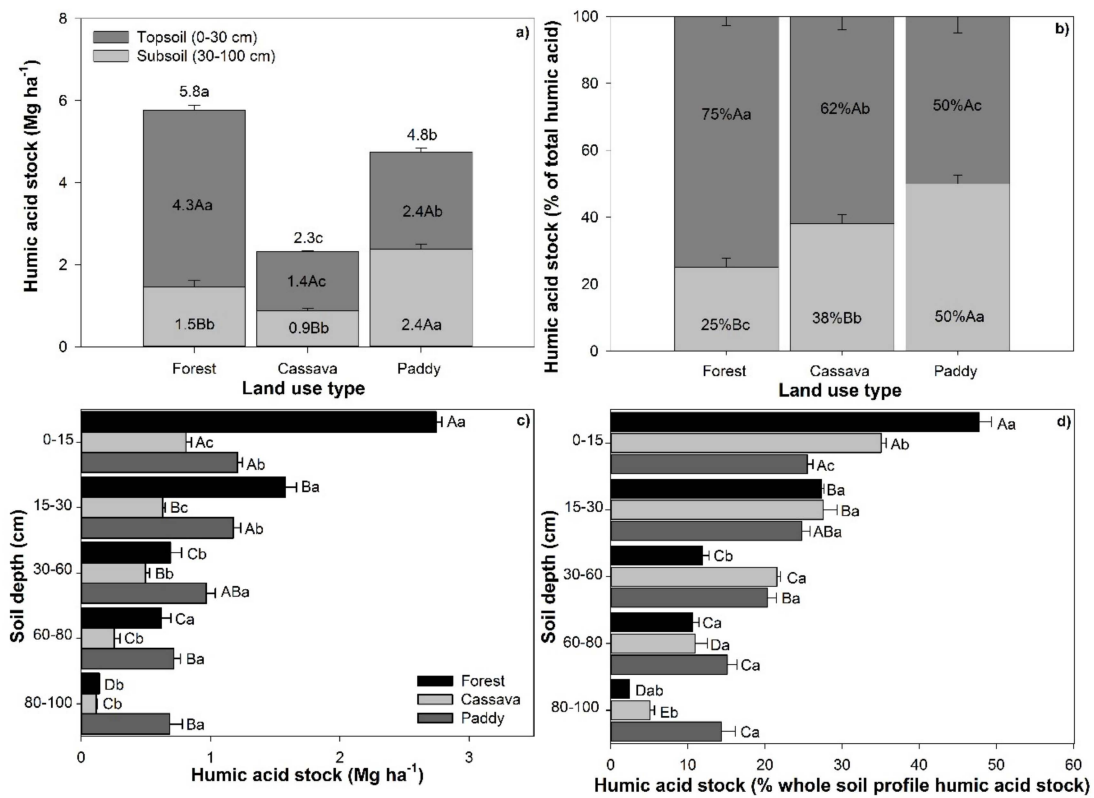 a)
Topsoil (0-30 cm)
Subsoil (30-100 cm)
Humic acid stock (Mg ha⁻¹)
8
6
4
2
0
5.8a
4.3Aa
1.5Bb
2.3c
1.4Ac
0.9Bb
4.8b
2.4Ab
2.4Aa
Forest
Cassava
Paddy
Land use type
b)
Humic acid stock (% of total humic acid)
100
80
60
40
20
0
75%Aa
62%Ab
50%Ac
25%Bc
38%Bb
50%Aa
Forest
Cassava
Paddy
Land use type
c)
Soil depth (cm)
0-15
15-30
30-60
60-80
80-100
Aa
Ac
Ab
Ba
Bc
Ab
Cb
Bb
ABa
Ca
Cb
Ba
Db
Cb
Ba
Forest
Cassava
Paddy
0
1
2
3
Humic acid stock (Mg ha⁻¹)
d)
Soil depth (cm)
0-15
15-30
30-60
60-80
80-100
Aa
Ab
Ac
Ba
Ba
ABa
Cb
Ca
Ba
Ca
Da
Ca
Dab
Eb
Ca
0
10
20
30
40
50
60
Humic acid stock (% whole soil profile humic acid stock)